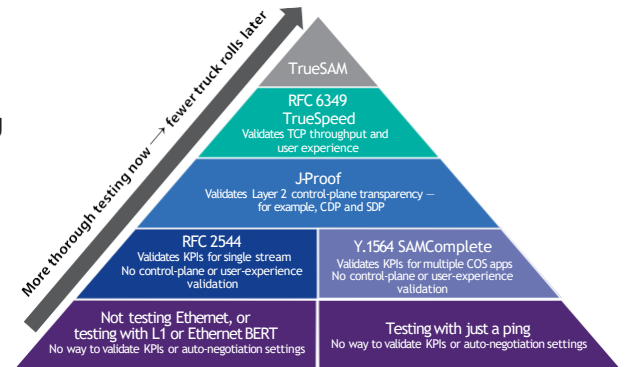 More thorough testing now → fewer truck rolls later
TrueSAM
RFC 6349
TrueSpeed
Validates TCP throughput and
user experience
J-Proof
Validates Layer 2 control-plane transparency —
for example, CDP and SDP
RFC 2544
Validates KPIs for single stream
No control-plane or user-experience
validation
Y.1564 SAMComplete
Validates KPIs for multiple COS apps
No control-plane or user-experience
validation
Not testing Ethernet, or
testing with L1 or Ethernet BERT
No way to validate KPIs or auto-negotiation settings
Testing with just a ping
No way to validate KPIs or auto-negotiation settings